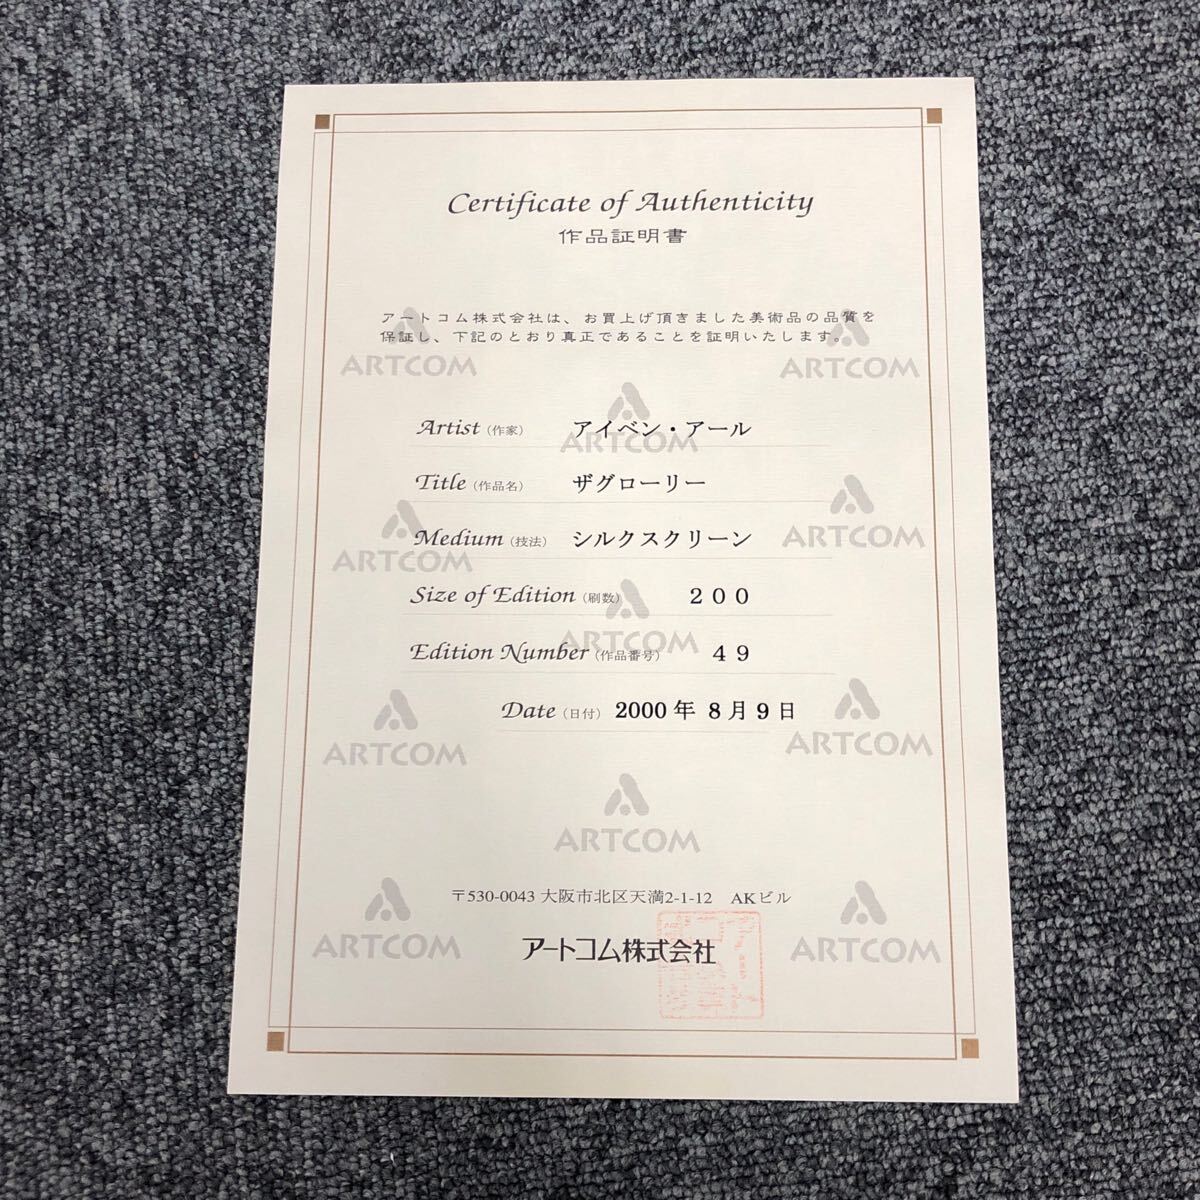 Certificate of Authenticity
作品証明書
アートコム株式会社は、お買上げ頂きました美術品の品質を
保証し、下記のとおり真正であることを証明いたします。
ARTCOM ARTCOM
Artist (作家) アイベン・アール
ARTCOM
Title (作品名) ザグローリー
Medium (技法) シルクスクリーン
ARTCOM ARTCOM
Size of Edition (刷数) 200
ARTCOM
Edition Number (作品番号) 49
Date (日付) 2000年 8月9日
ARTCOM ARTCOM
ARTCOM
〒530-0043 大阪市北区天満2-1-12 AKビル
アートコム株式会社
ARTCOM ARTCOM